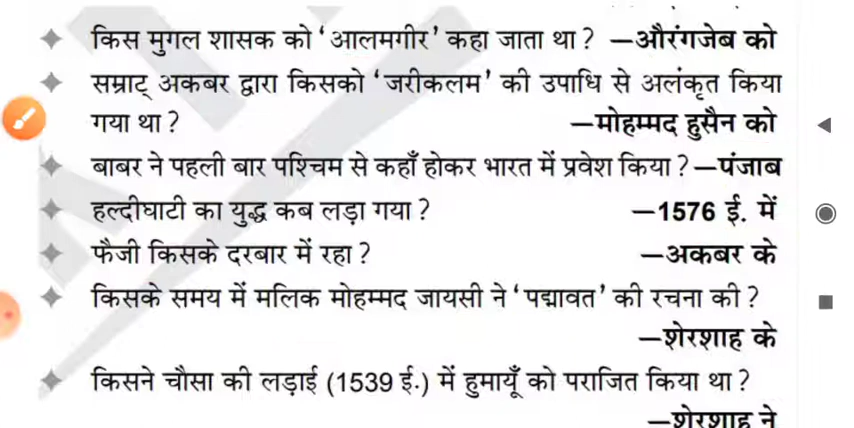 किस मुगल शासक को ‘आलमगीर’ कहा जाता था? —औरंगजेब को
सम्राट् अकबर द्वारा किसको ‘जरीकलम’ की उपाधि से अलंकृत किया
गया था? —मोहम्मद हुसैन को
बाबर ने पहली बार पश्चिम से कहाँ होकर भारत में प्रवेश किया? —पंजाब
हल्दीघाटी का युद्ध कब लड़ा गया? —1576 ई. में
फैजी किसके दरबार में रहा? —अकबर के
किसके समय में मलिक मोहम्मद जायसी ने ‘पद्मावत’ की रचना की?
—शेरशाह के
किसने चौसा की लड़ाई (1539 ई.) में हुमायूँ को पराजित किया था?
—शेरशाह ने